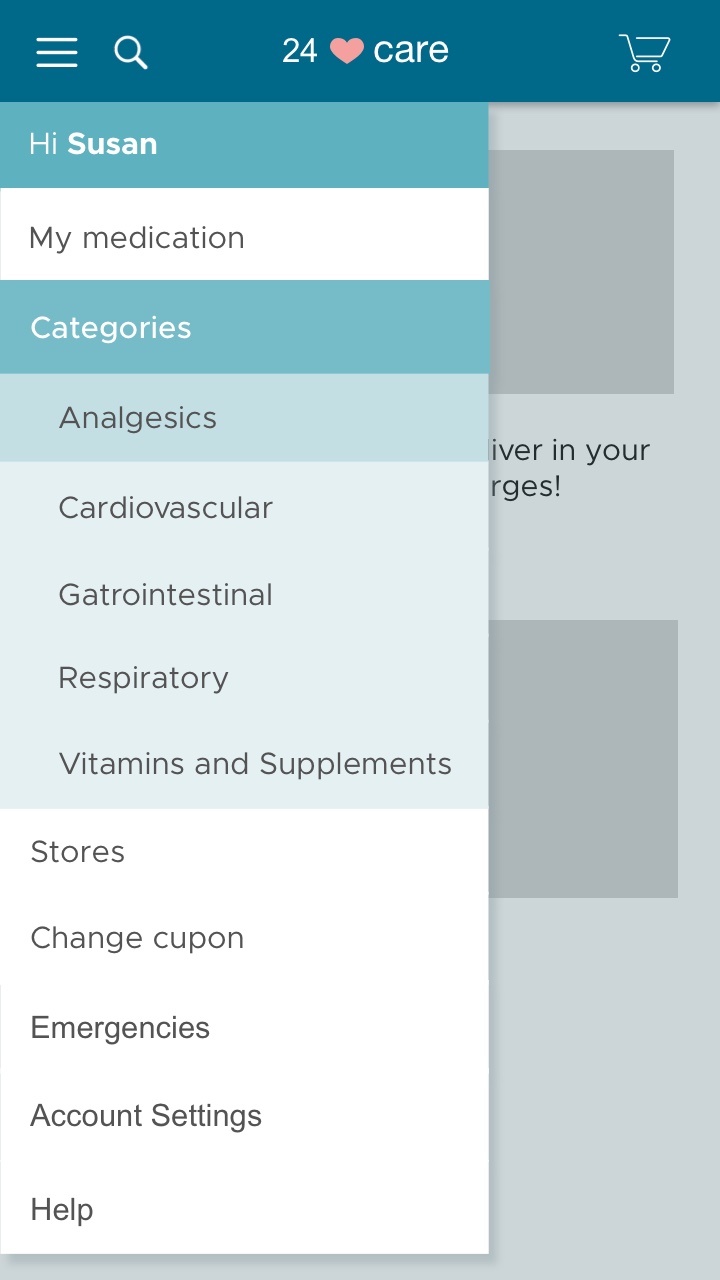 24 care
Hi Susan
My medication
Categories
Analgesics
iver in your
Cardiovascular
rges!
Gatrointestinal
Respiratory
Vitamins and Supplements
Stores
Change cupon
Emergencies
Account Settings
Help